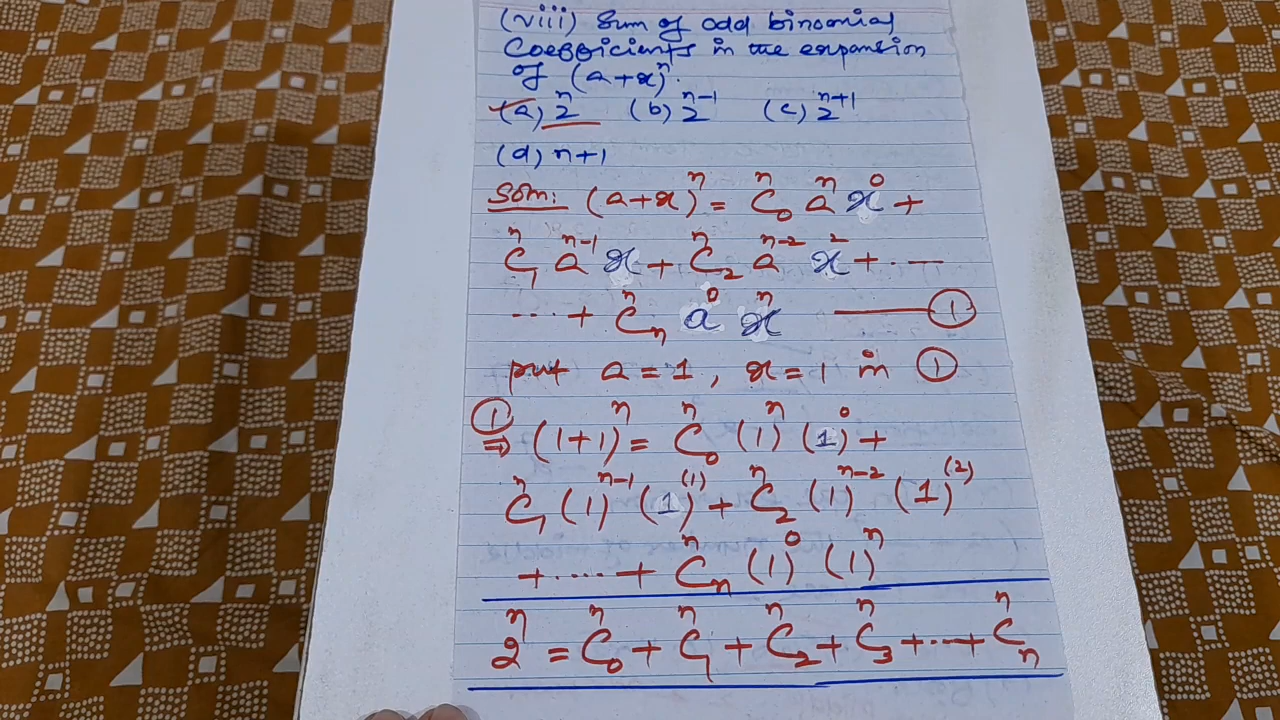 (viii) Sum of odd binomial
Coefficients in the expansion
of (a+x)ⁿ.
(a) 2ⁿ (b) 2ⁿ⁻¹ (c) 2ⁿ⁺¹
(d) n+1
Som: (a+x)ⁿ = ⁿC₀ aⁿ x⁰ +
ⁿC₁ aⁿ⁻¹ x + ⁿC₂ aⁿ⁻² x² + ....
.... + ⁿCₙ a⁰ xⁿ —— ①
put a = 1, x = 1 in ①
① ⇒ (1+1)ⁿ = ⁿC₀ (1)ⁿ (1)⁰ +
ⁿC₁ (1)ⁿ⁻¹ (1)⁽¹⁾ + ⁿC₂ (1)ⁿ⁻² (1)⁽²⁾
+ .... + ⁿCₙ (1)⁰ (1)ⁿ
2ⁿ = ⁿC₀ + ⁿC₁ + ⁿC₂ + ⁿC₃ + .... + ⁿCₙ